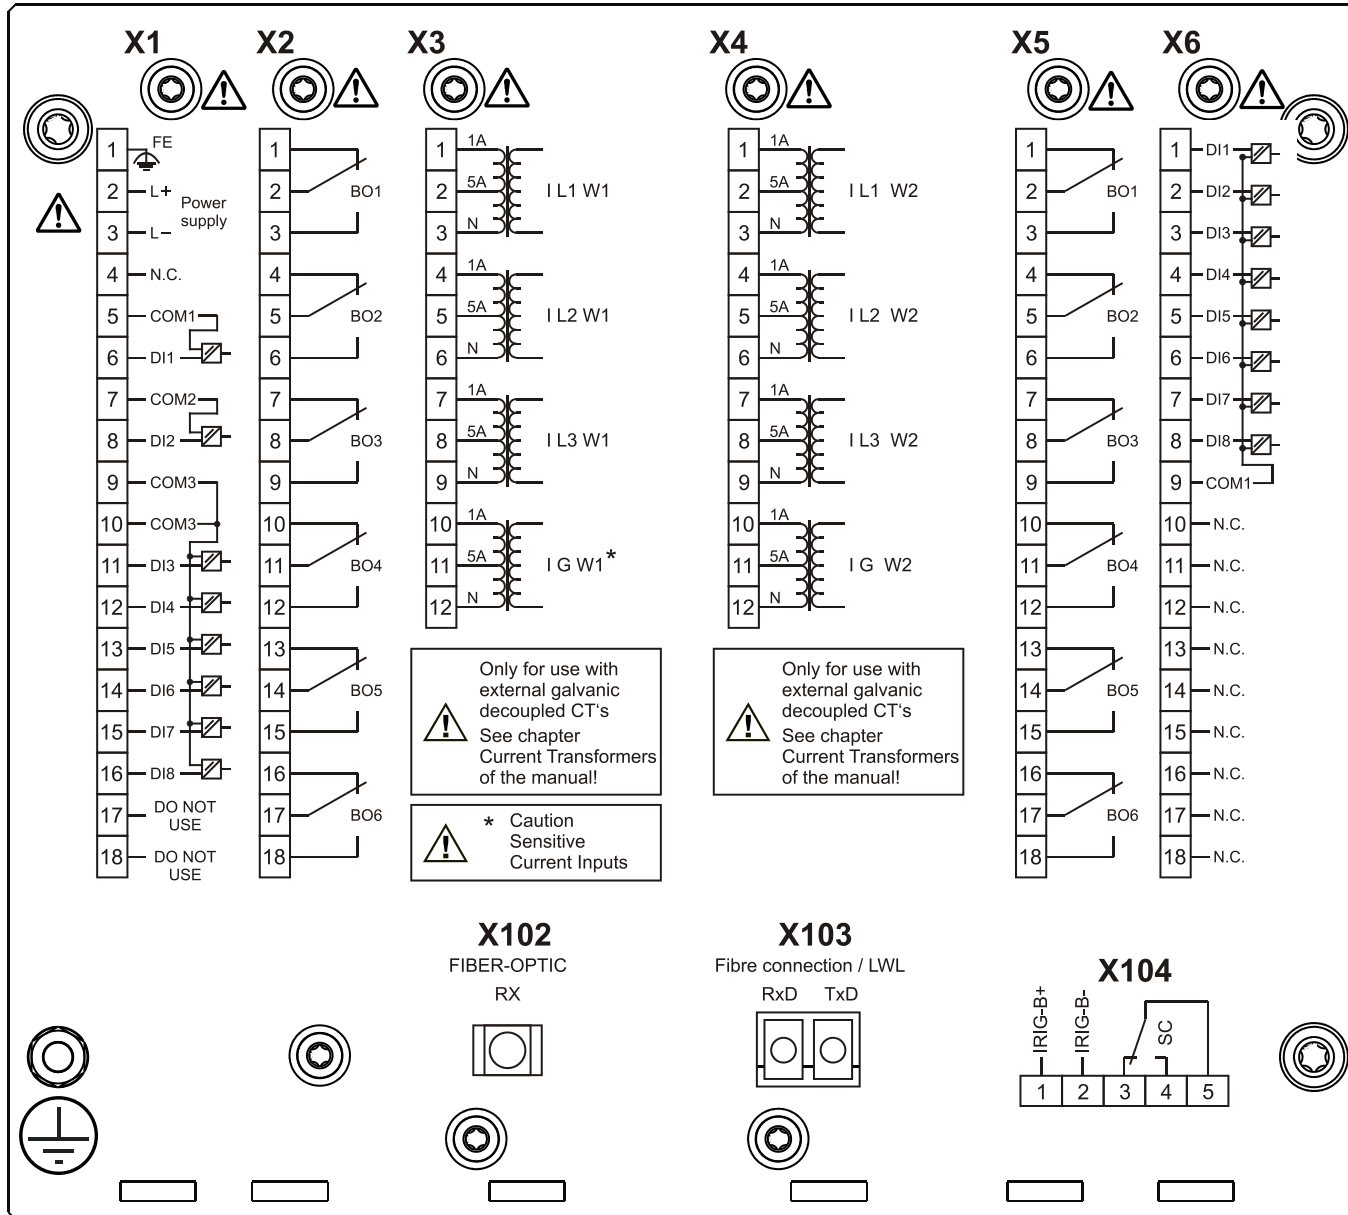 X1
X2
X3
X4
X5
X6
1 FE
2 L+
Power
supply
3 L−
4 N.C.
5 COM1
6 DI1
7 COM2
8 DI2
9 COM3
10 COM3
11 DI3
12 DI4
13 DI5
14 DI6
15 DI7
16 DI8
17 DO NOT
USE
18 DO NOT
USE
1
2 BO1
3
4
5 BO2
6
7
8 BO3
9
10
11 BO4
12
13
14 BO5
15
16
17 BO6
18
1 1A
2 5A I L1 W1
3 N
4 1A
5 5A I L2 W1
6 N
7 1A
8 5A I L3 W1
9 N
10 1A
11 5A I G W1*
12 N
Only for use with
external galvanic
decoupled CT‘s
See chapter
Current Transformers
of the manual!
* Caution
Sensitive
Current Inputs
1 1A
2 5A I L1 W2
3 N
4 1A
5 5A I L2 W2
6 N
7 1A
8 5A I L3 W2
9 N
10 1A
11 5A I G W2
12 N
Only for use with
external galvanic
decoupled CT‘s
See chapter
Current Transformers
of the manual!
1
2 BO1
3
4
5 BO2
6
7
8 BO3
9
10
11 BO4
12
13
14 BO5
15
16
17 BO6
18
1 DI1
2 DI2
3 DI3
4 DI4
5 DI5
6 DI6
7 DI7
8 DI8
9 COM1
10 N.C.
11 N.C.
12 N.C.
13 N.C.
14 N.C.
15 N.C.
16 N.C.
17 N.C.
18 N.C.
X102
FIBER-OPTIC
RX
X103
Fibre connection / LWL
RxD TxD
X104
IRIG-B+
IRIG-B-
SC
1 2 3 4 5